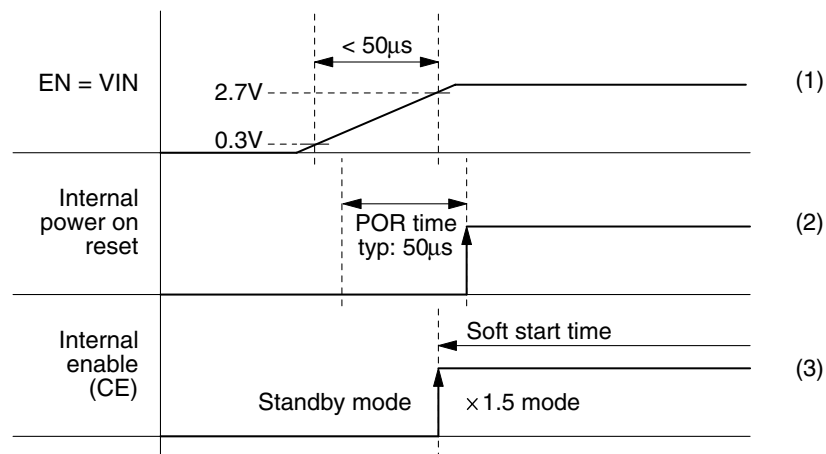 < 50μs
EN = VIN
2.7V
0.3V
(1)
Internal
power on
reset
POR time
typ: 50μs
(2)
Internal
enable
(CE)
Soft start time
Standby mode
×1.5 mode
(3)